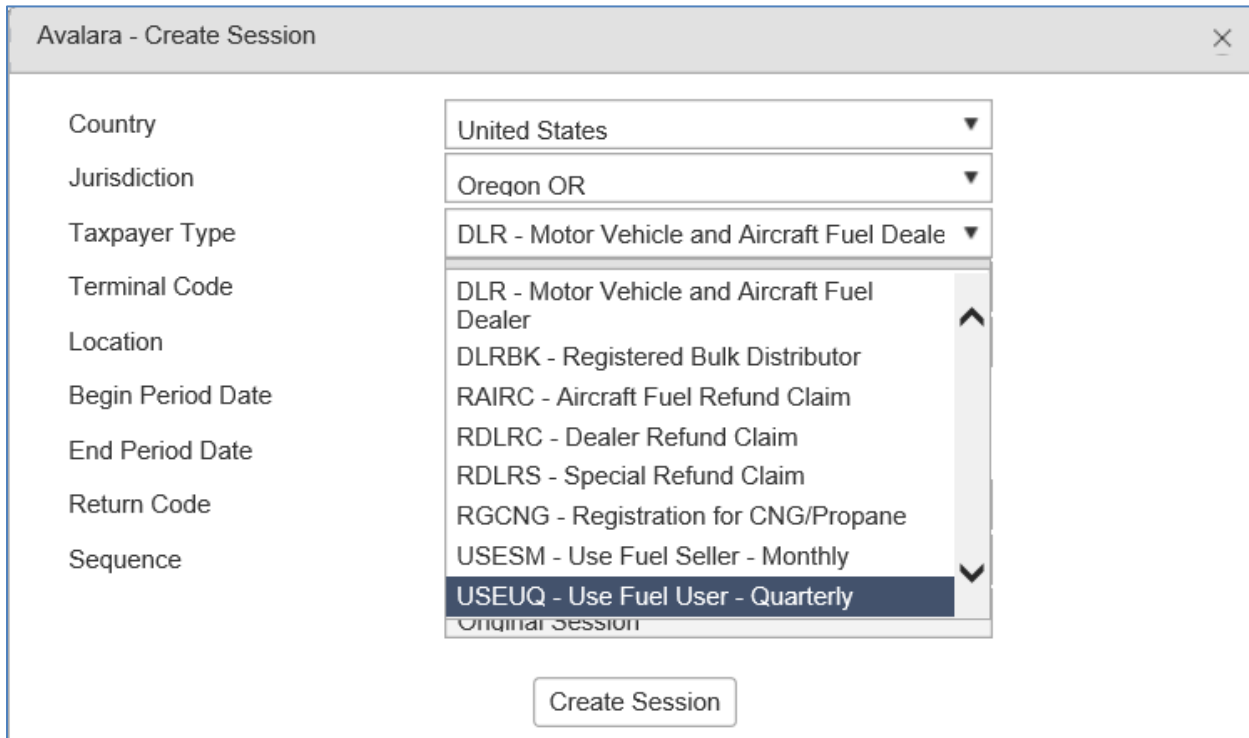 Avalara - Create Session
Country
United States
Jurisdiction
Oregon OR
Taxpayer Type
DLR - Motor Vehicle and Aircraft Fuel Deale
Terminal Code
Location
Begin Period Date
End Period Date
Return Code
Sequence
DLR - Motor Vehicle and Aircraft Fuel
Dealer
DLRBK - Registered Bulk Distributor
RAIRC - Aircraft Fuel Refund Claim
RDLRC - Dealer Refund Claim
RDLRS - Special Refund Claim
RGCNG - Registration for CNG/Propane
USESM - Use Fuel Seller - Monthly
USEUQ - Use Fuel User - Quarterly
Original Session
Create Session